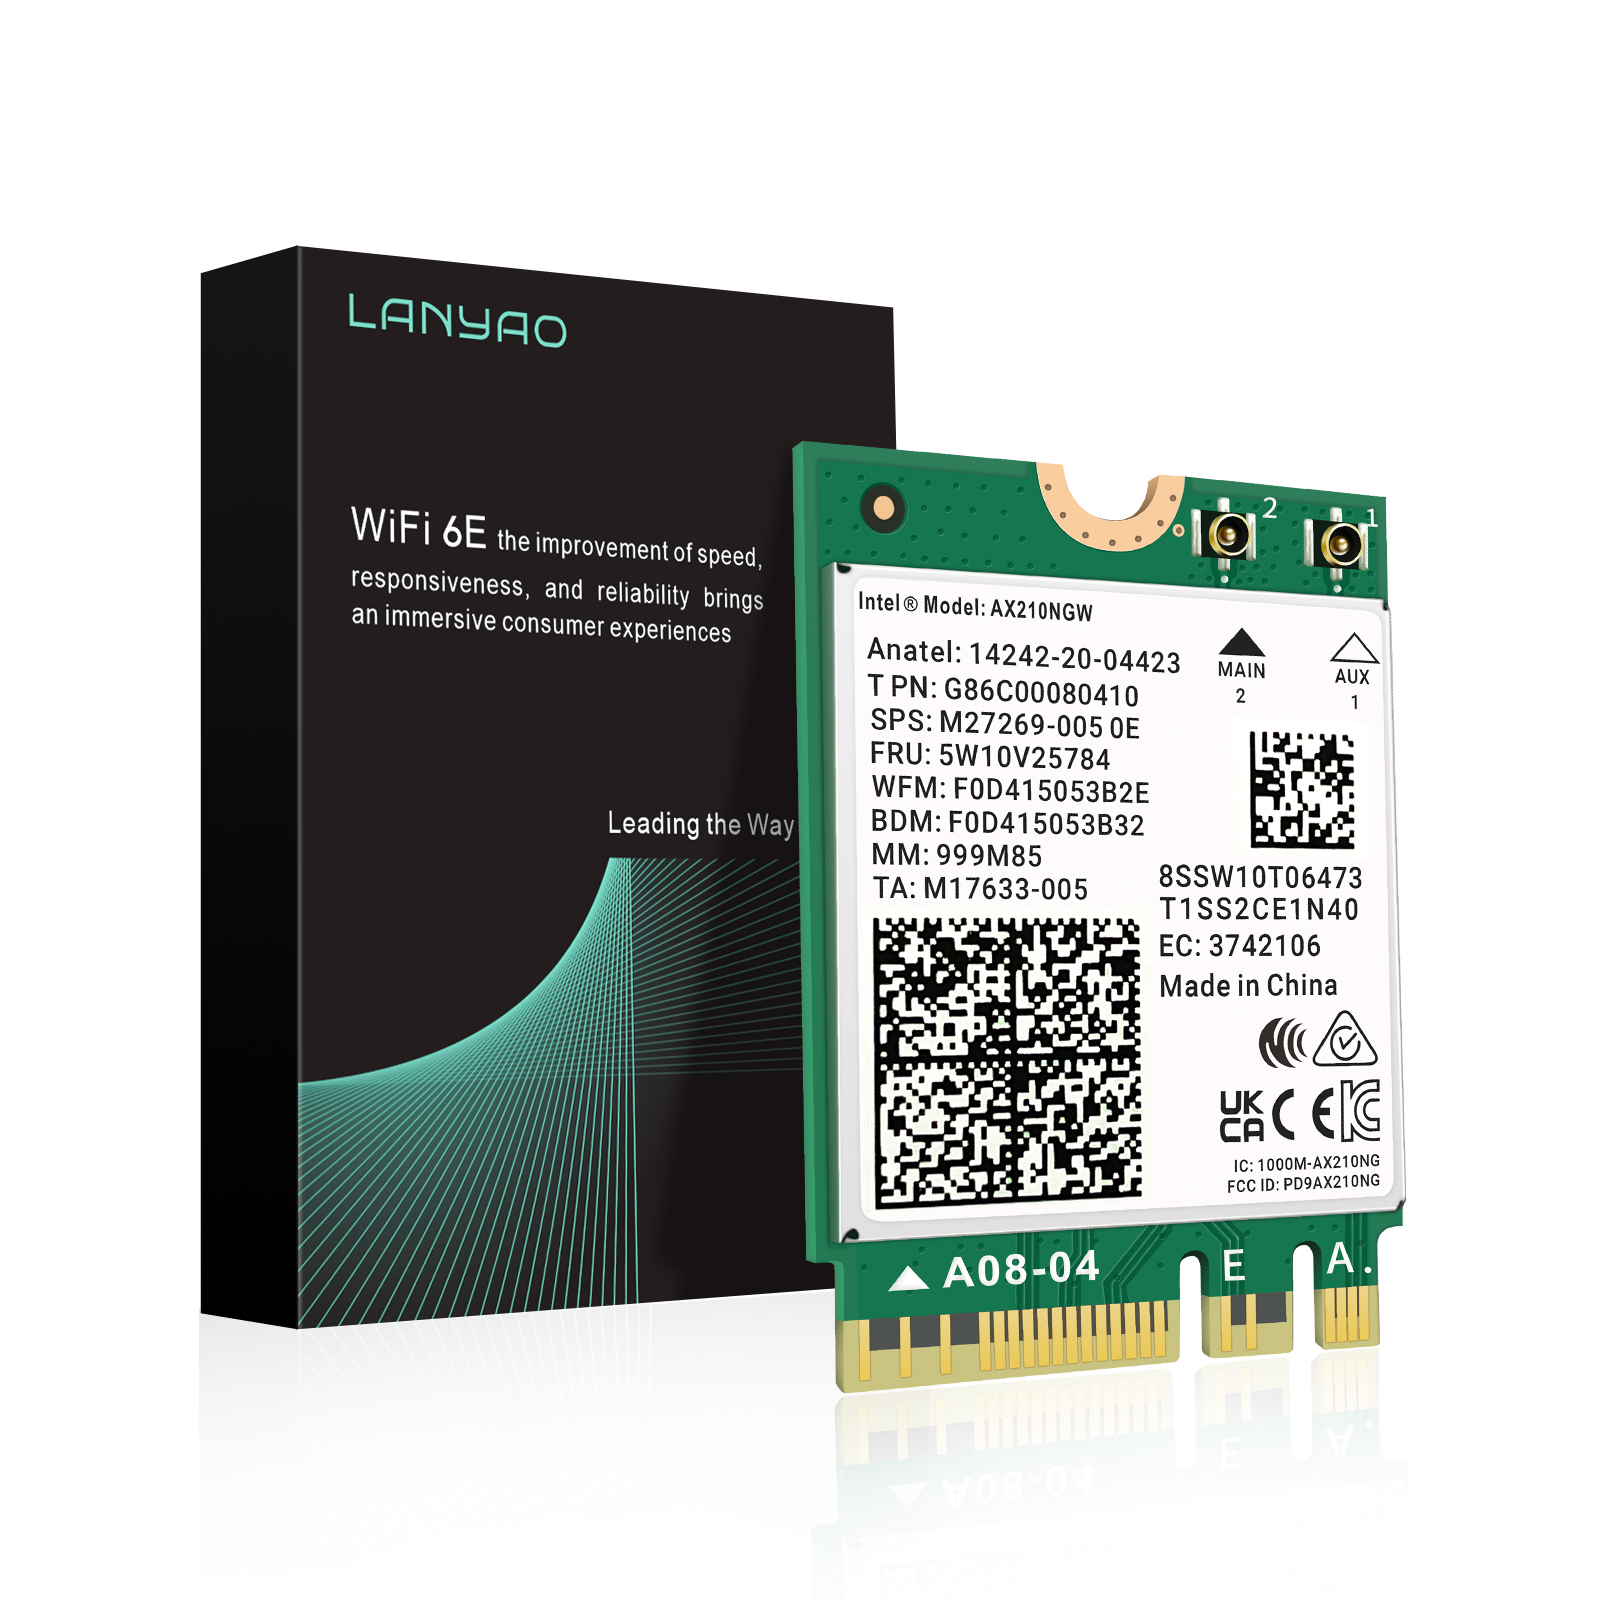 LANYAO
WiFi 6E the improvement of speed,
responsiveness, and reliability brings
an immersive consumer experiences
Leading the Way
2
1
Intel® Model: AX210NGW
Anatel: 14242-20-04423
T PN: G86C00080410
SPS: M27269-005 0E
FRU: 5W10V25784
WFM: F0D415053B2E
BDM: F0D415053B32
MM: 999M85
TA: M17633-005
MAIN
2
AUX
1
8SSW10T06473
T1SS2CE1N40
EC: 3742106
Made in China
UK
CA
CE
KC
IC: 1000M-AX210NG
FCC ID: PD9AX210NG
A08-04
E
A.